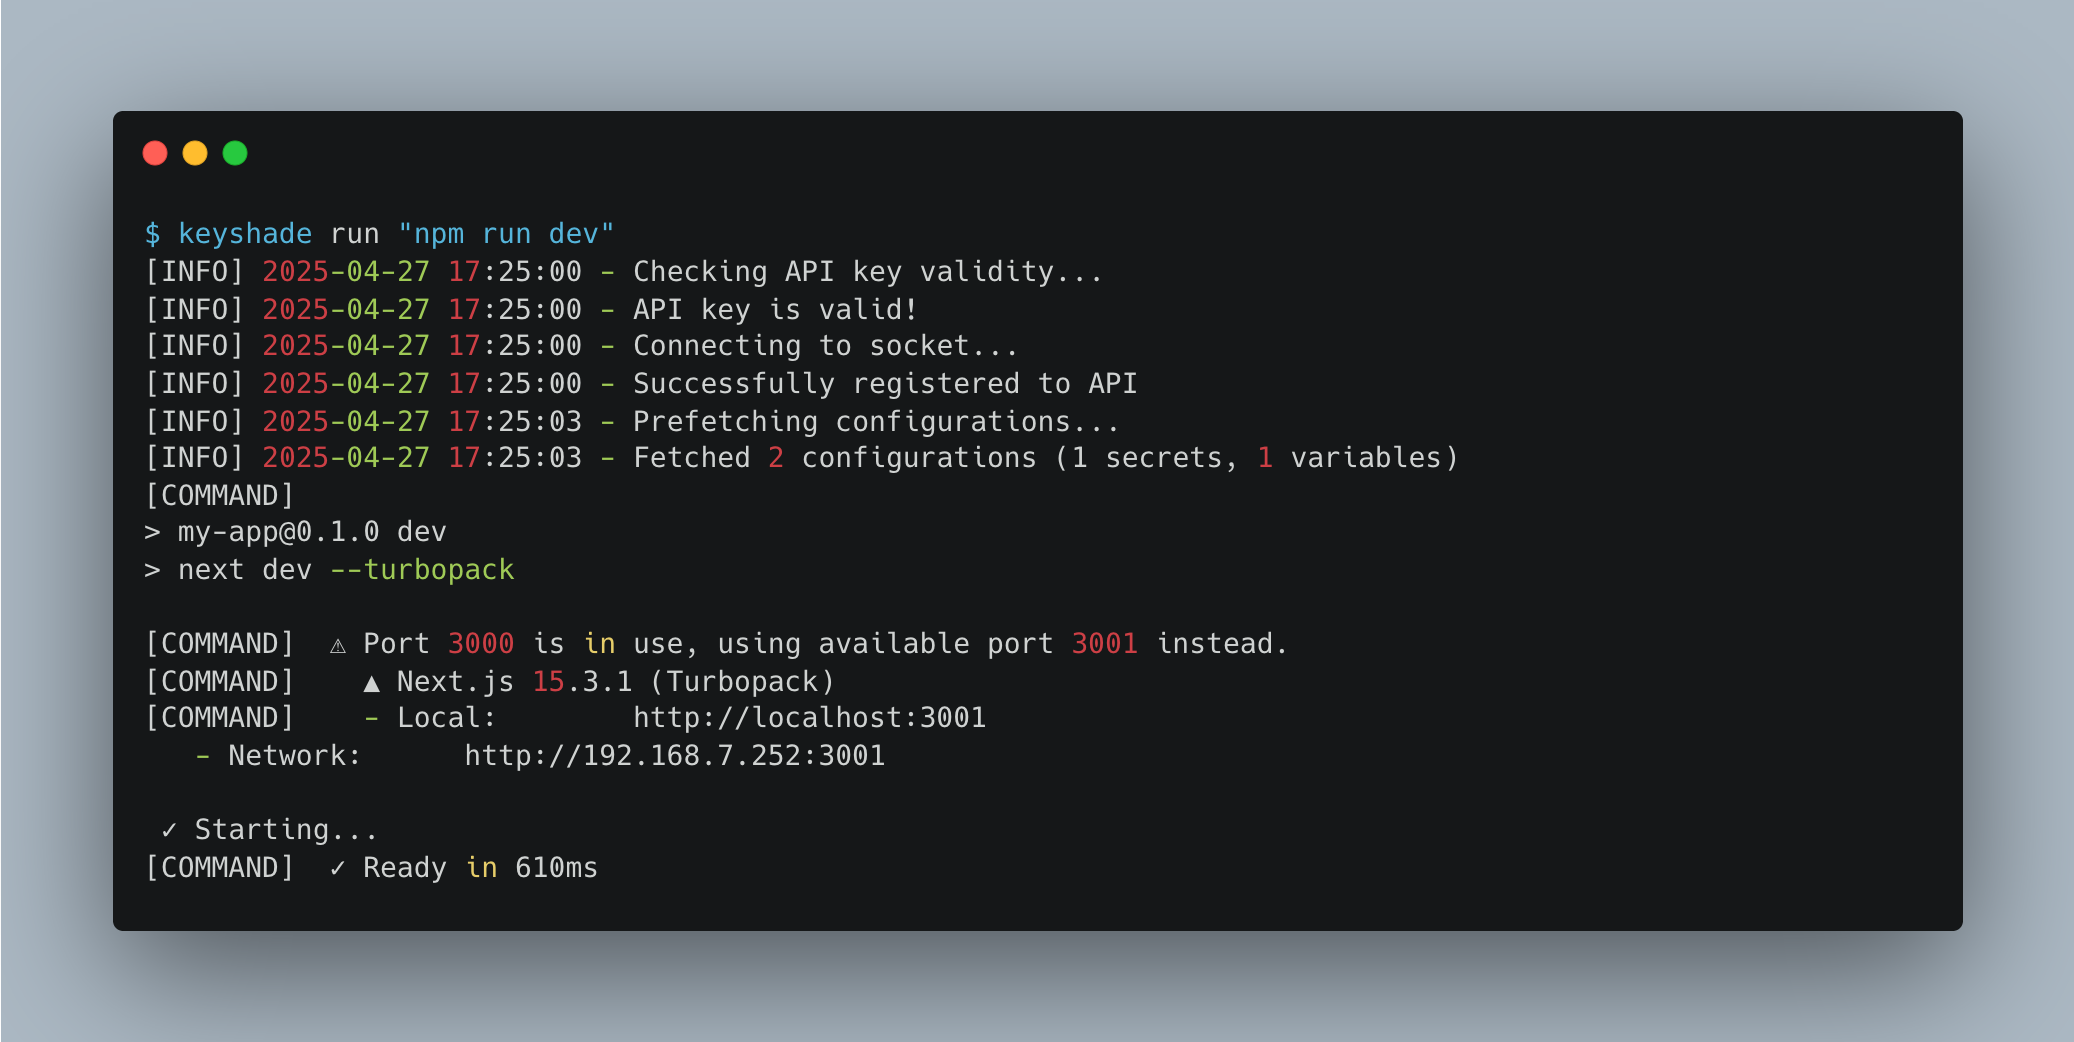 $ keyshade run "npm run dev"
[INFO] 2025-04-27 17:25:00 - Checking API key validity...
[INFO] 2025-04-27 17:25:00 - API key is valid!
[INFO] 2025-04-27 17:25:00 - Connecting to socket...
[INFO] 2025-04-27 17:25:00 - Successfully registered to API
[INFO] 2025-04-27 17:25:03 - Prefetching configurations...
[INFO] 2025-04-27 17:25:03 - Fetched 2 configurations (1 secrets, 1 variables)
[COMMAND]
> my-app@0.1.0 dev
> next dev --turbopack
[COMMAND]  ⚠ Port 3000 is in use, using available port 3001 instead.
[COMMAND]    ▲ Next.js 15.3.1 (Turbopack)
[COMMAND]    - Local:        http://localhost:3001
   - Network:      http://192.168.7.252:3001
 ✓ Starting...
[COMMAND]  ✓ Ready in 610ms